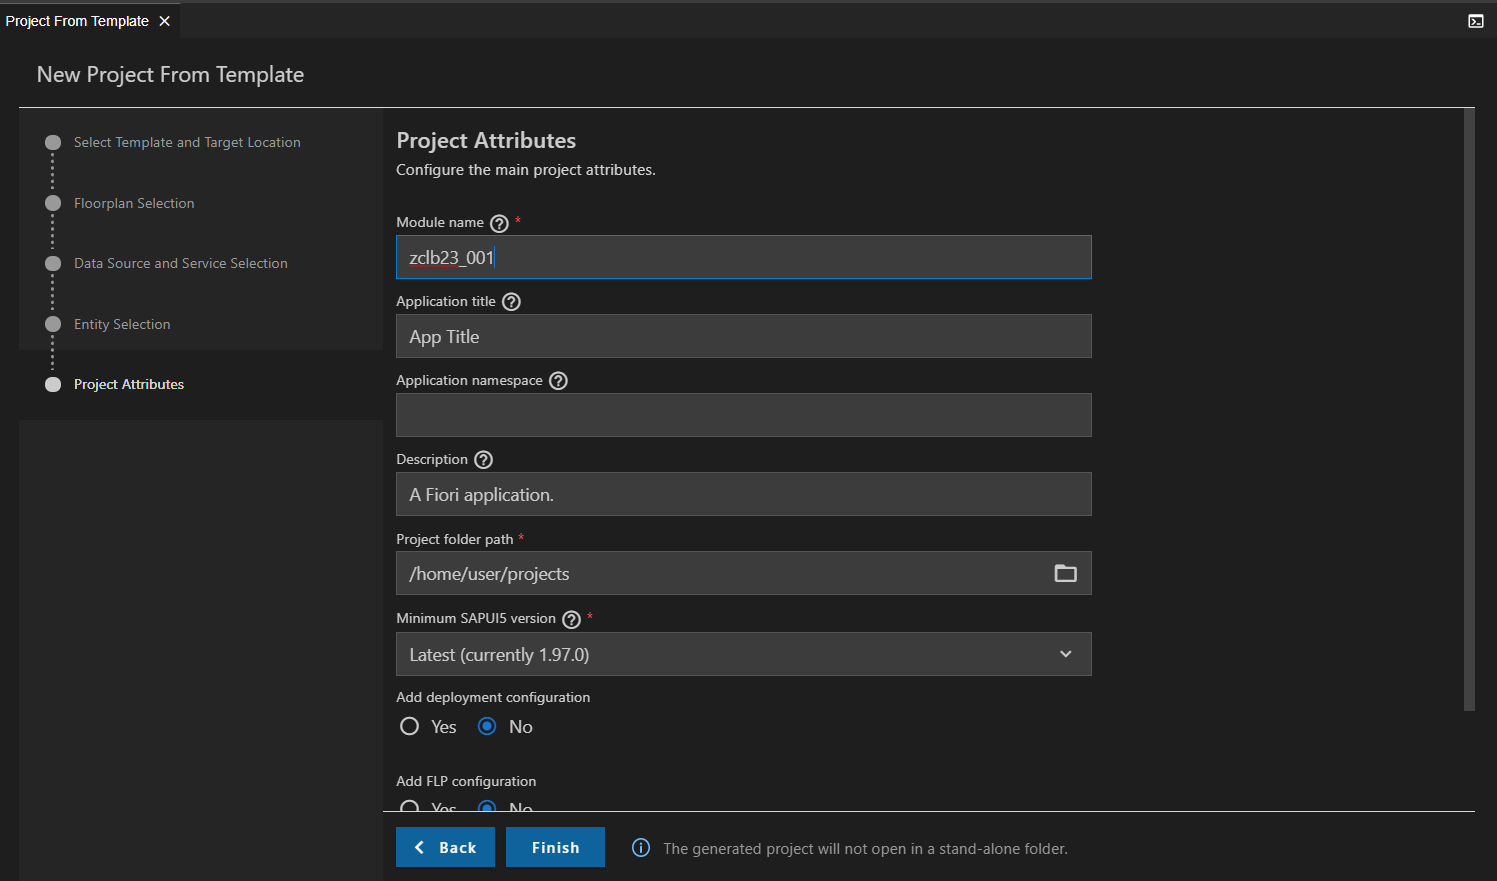 Project From Template
New Project From Template
Select Template and Target Location
Floorplan Selection
Data Source and Service Selection
Entity Selection
Project Attributes
Project Attributes
Configure the main project attributes.
Module name *
zclb23_001
Application title
App Title
Application namespace
Description
A Fiori application.
Project folder path *
/home/user/projects
Minimum SAPUI5 version *
Latest (currently 1.97.0)
Add deployment configuration
Yes No
Add FLP configuration
Yes No
Back Finish The generated project will not open in a stand-alone folder.